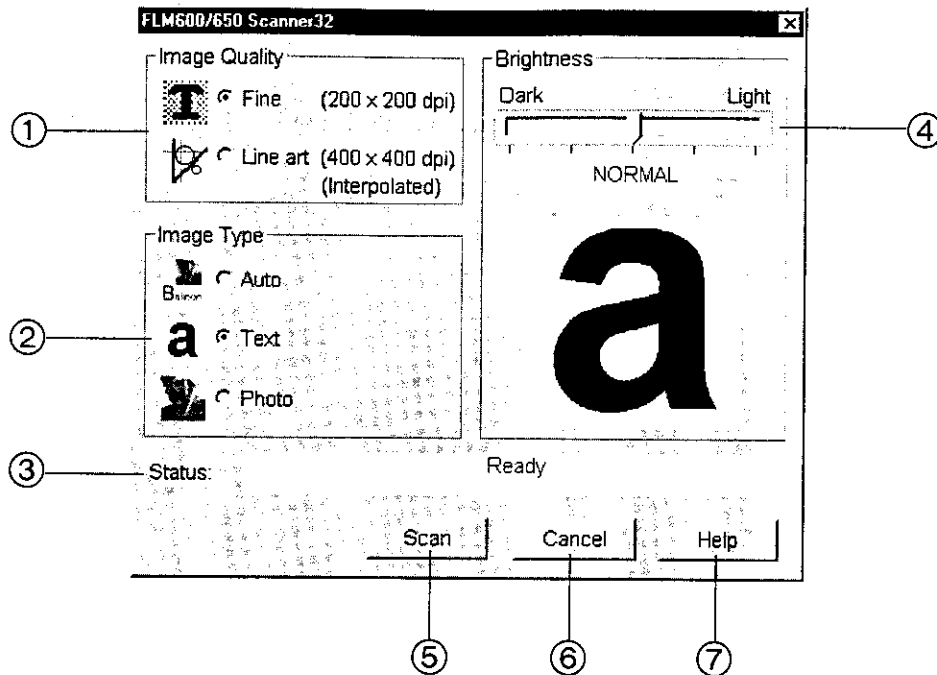 FLM600/650 Scanner32
Image Quality
T Fine (200 x 200 dpi)
① Line art (400 x 400 dpi)
(Interpolated)
Image Type
Auto
② a Text
Photo
Brightness
Dark Light
④
NORMAL
a
③ Status: Ready
Scan Cancel Help
⑤ ⑥ ⑦